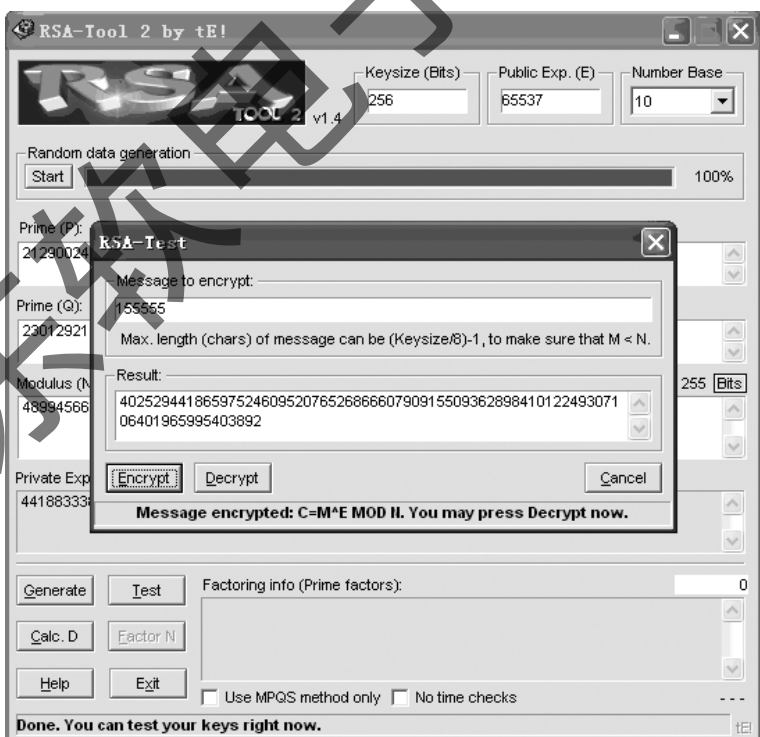 RSA-Tool 2 by tE!
RSA TOOL 2 v1.4
Keysize (Bits)
256
Public Exp. (E)
65537
Number Base
10
Random data generation
Start
100%
Prime (P):
21290024
Prime (Q):
23012921
Modulus (N
48994566
255 Bits
Private Exp
441883338
RSA-Test
Message to encrypt:
155555
Max. length (chars) of message can be (Keysize/8)-1, to make sure that M < N.
Result:
402529441865975246095207652686660790915509362898410122493071
06401965995403892
Encrypt Decrypt Cancel
Message encrypted: C=M^E MOD N. You may press Decrypt now.
Generate Test
Factoring info (Prime factors):
0
Calc. D Factor N
Help Exit
Use MPQS method only No time checks
- - -
Done. You can test your keys right now.
tE!